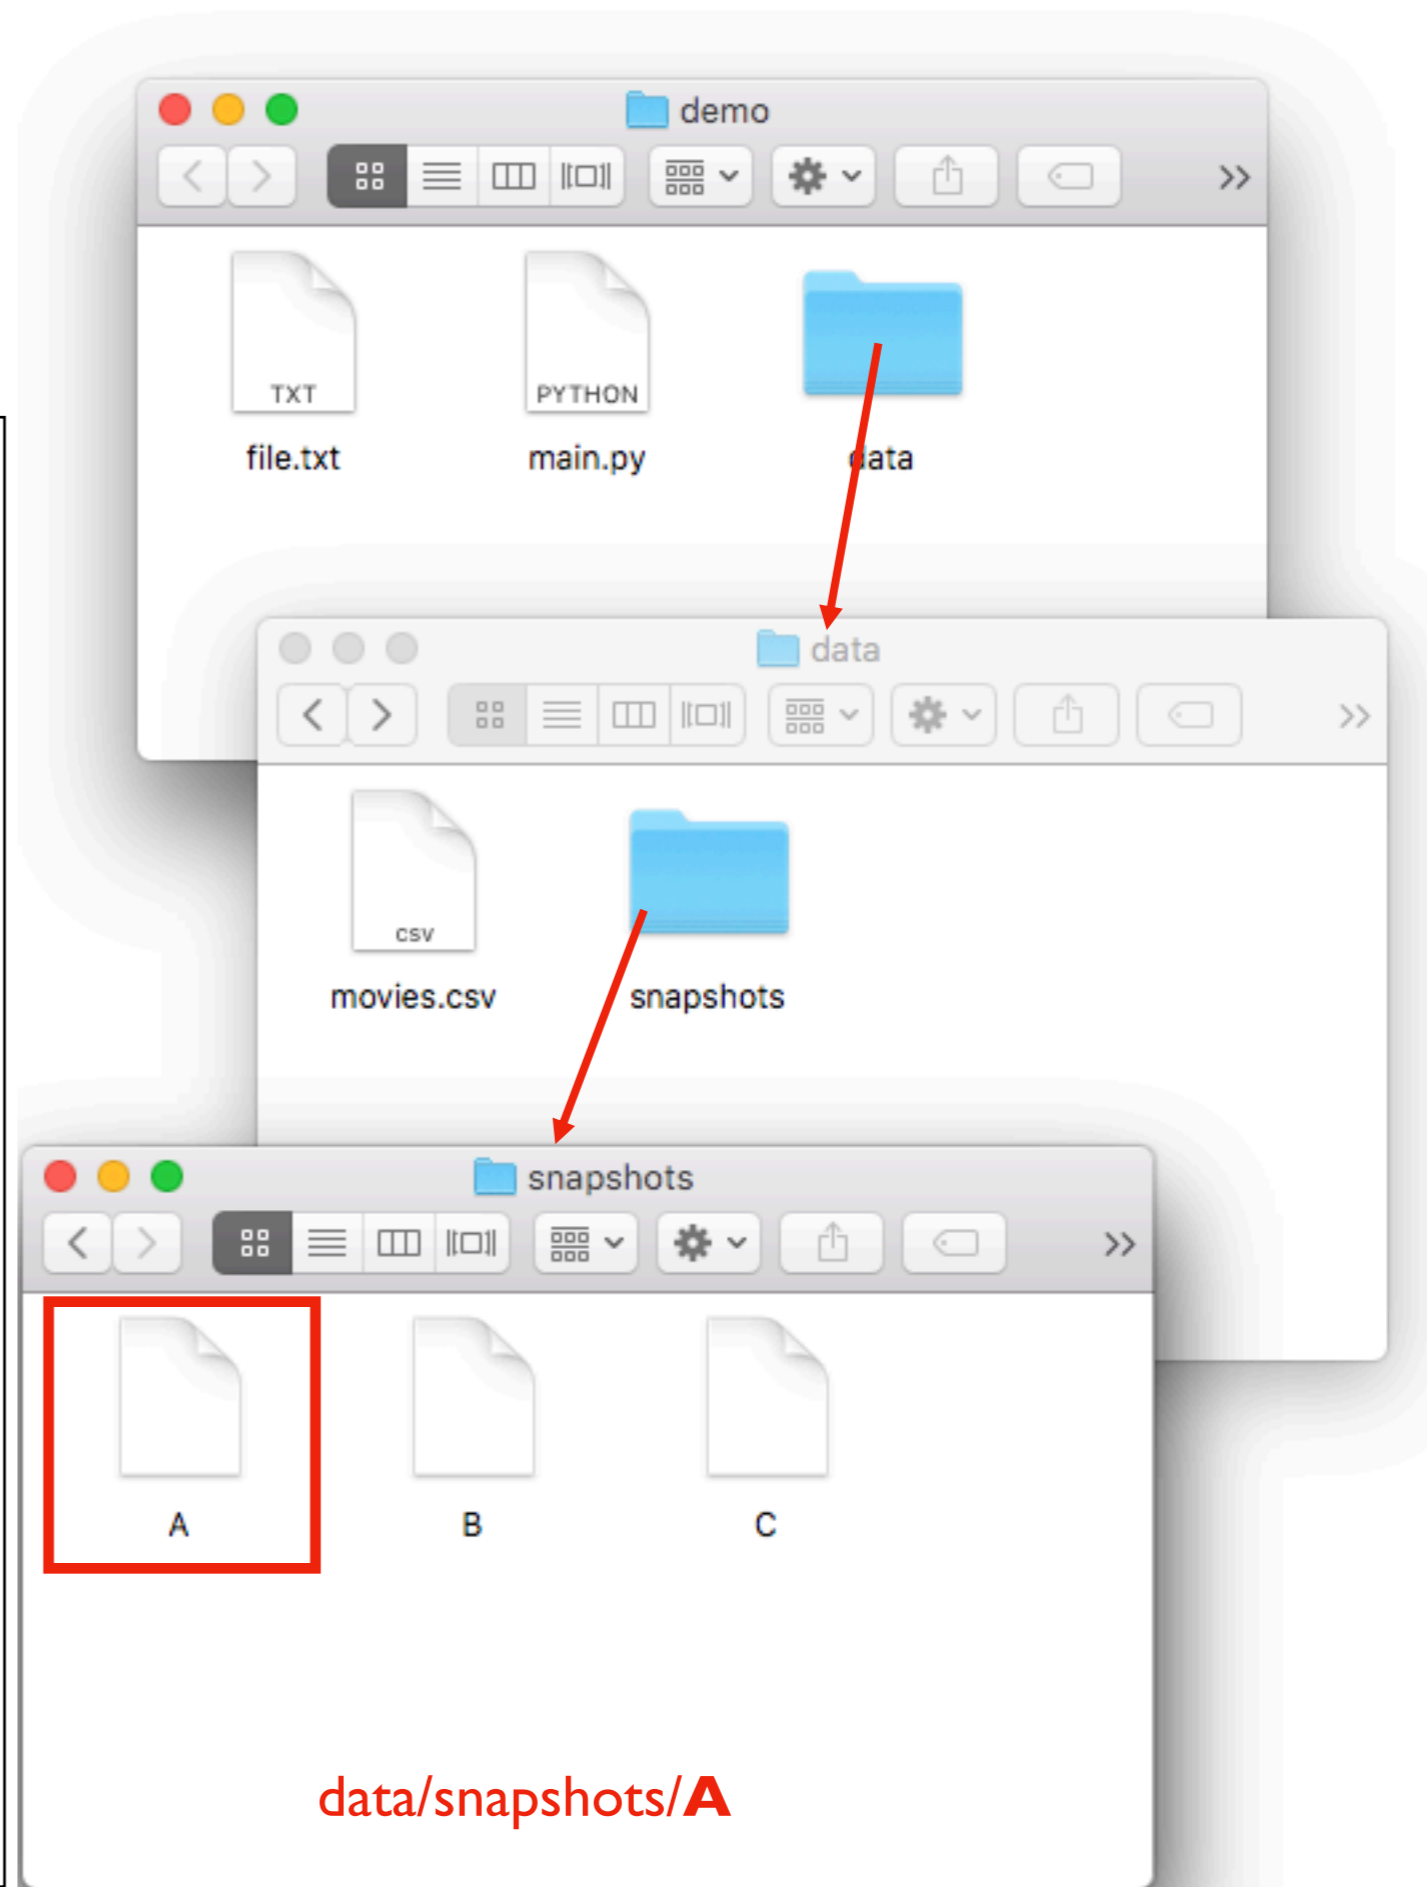 demo
TXT
PYTHON
file.txt
main.py
data
data
csv
movies.csv
snapshots
snapshots
A
B
C
data/snapshots/A